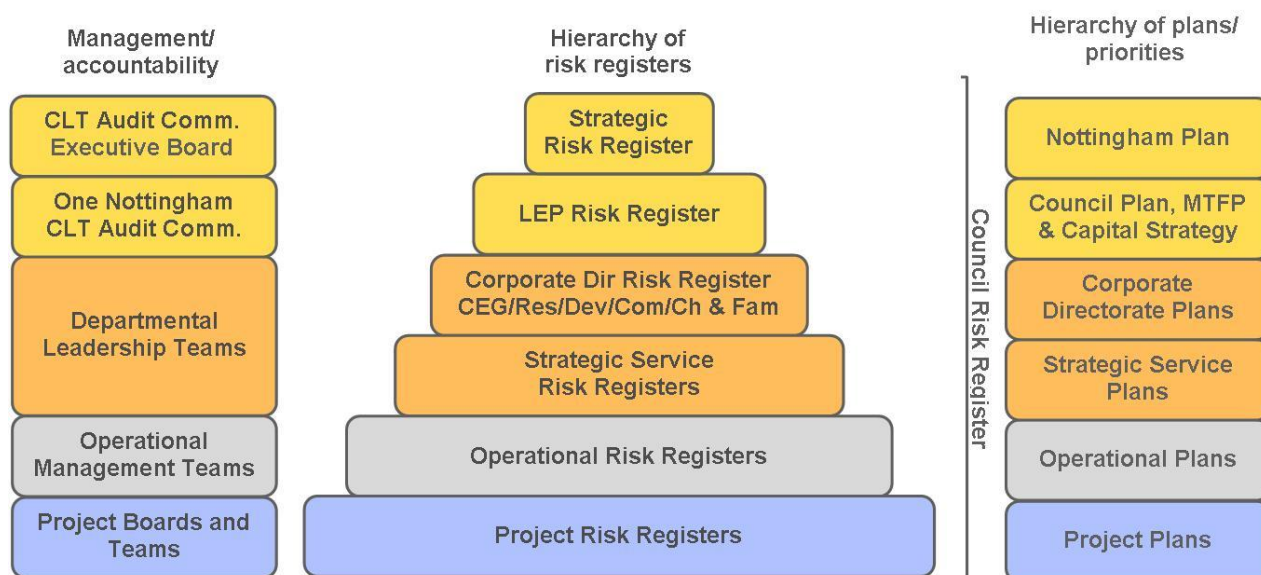 Management/
accountability
CLT Audit Comm.
Executive Board
One Nottingham
CLT Audit Comm.
Departmental
Leadership Teams
Operational
Management Teams
Project Boards and
Teams
Hierarchy of
risk registers
Strategic
Risk Register
LEP Risk Register
Corporate Dir Risk Register
CEG/Res/Dev/Com/Ch & Fam
Strategic Service
Risk Registers
Operational Risk Registers
Project Risk Registers
Council Risk Register
Hierarchy of plans/
priorities
Nottingham Plan
Council Plan, MTFP
& Capital Strategy
Corporate
Directorate Plans
Strategic Service
Plans
Operational Plans
Project Plans